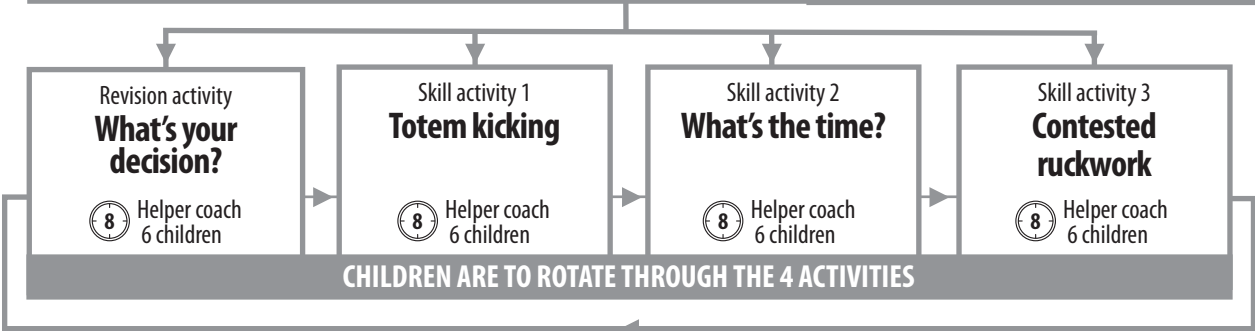 Revision activity
What's your
decision?
8
Helper coach
6 children
Skill activity 1
Totem kicking
8
Helper coach
6 children
Skill activity 2
What's the time?
8
Helper coach
6 children
Skill activity 3
Contested
ruckwork
8
Helper coach
6 children
CHILDREN ARE TO ROTATE THROUGH THE 4 ACTIVITIES